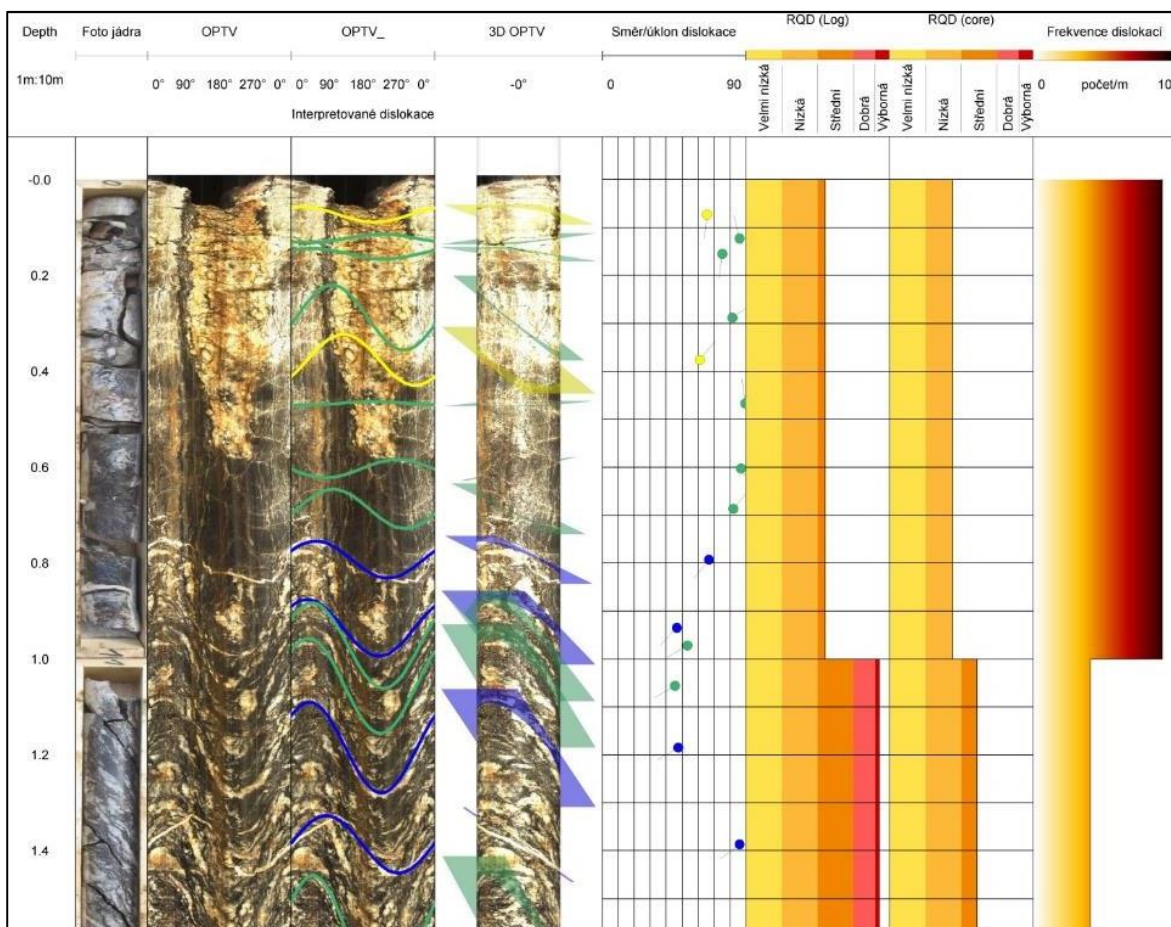 Depth Foto jádra OPTV OPTV_ 3D OPTV Směr/úklon dislokace RQD (Log) RQD (core) Frekvence dislokací
1m:10m 0° 90° 180° 270° 0° 0° 90° 180° 270° 0° -0° 0 90 Velmi nízká Nízká Střední Dobrá Výborná Velmi nízká Nízká Střední Dobrá Výborná 0 počet/m 10
Interpretované dislokace
-0.0
0.2
0.4
0.6
0.8
1.0
1.2
1.4